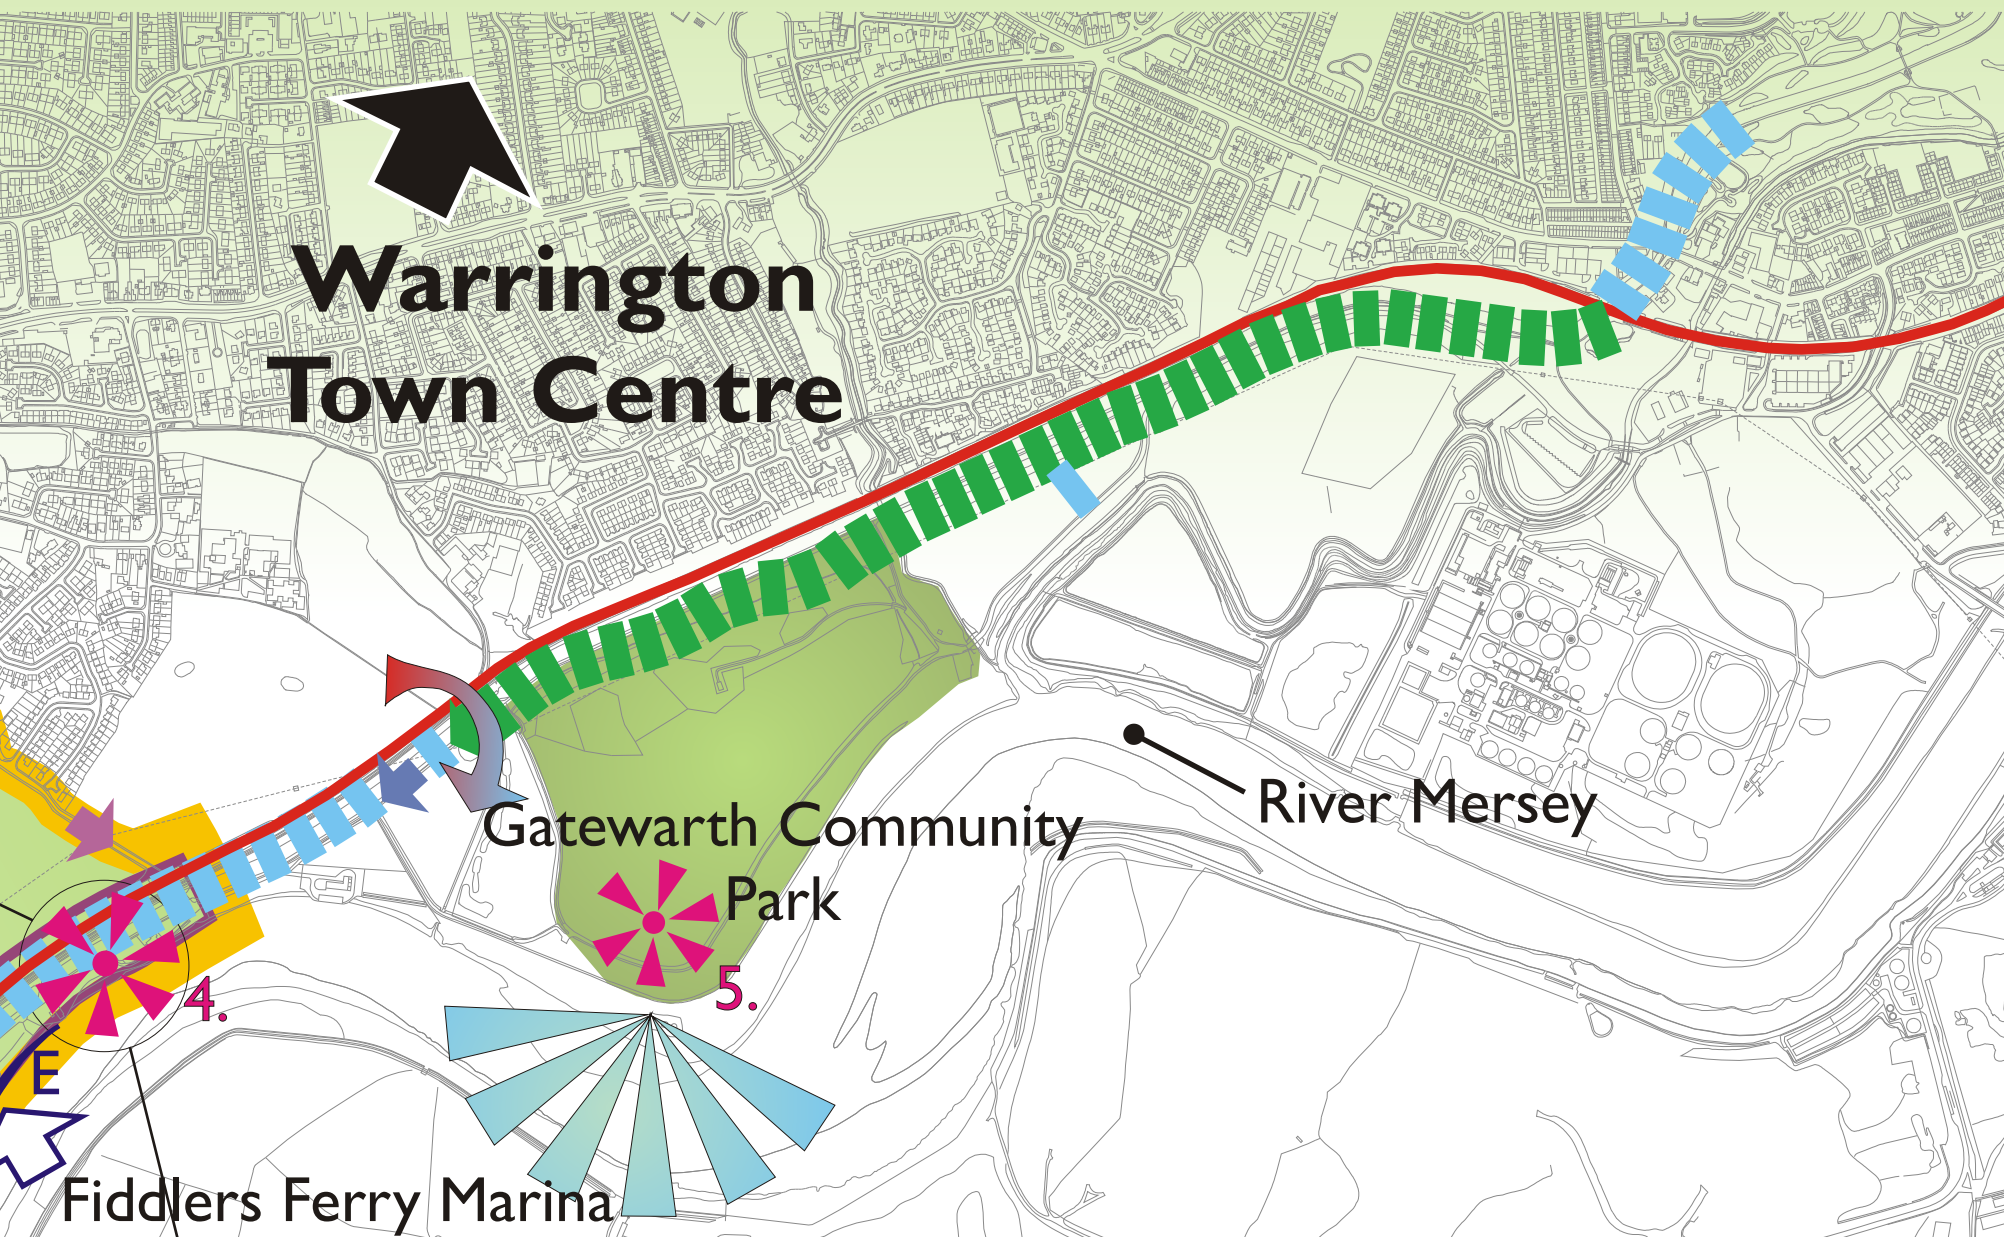 Warrington
Town Centre
Gatewarth Community
Park
River Mersey
4.
5.
E
Fiddlers Ferry Marina